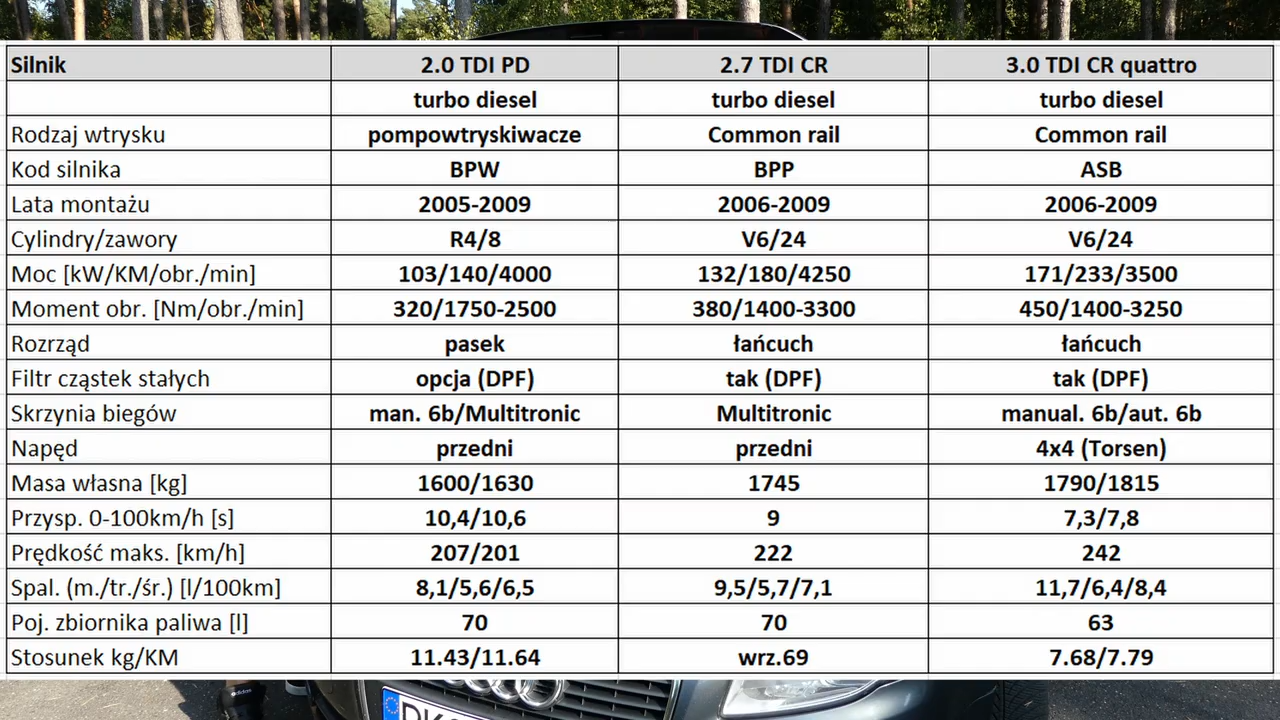 Silnik 2.0 TDI PD 2.7 TDI CR 3.0 TDI CR quattro
turbo diesel turbo diesel turbo diesel
Rodzaj wtrysku pompowtryskiwacze Common rail Common rail
Kod silnika BPW BPP ASB
Lata montażu 2005-2009 2006-2009 2006-2009
Cylindry/zawory R4/8 V6/24 V6/24
Moc [kW/KM/obr./min] 103/140/4000 132/180/4250 171/233/3500
Moment obr. [Nm/obr./min] 320/1750-2500 380/1400-3300 450/1400-3250
Rozrząd pasek łańcuch łańcuch
Filtr cząstek stałych opcja (DPF) tak (DPF) tak (DPF)
Skrzynia biegów man. 6b/Multitronic Multitronic manual. 6b/aut. 6b
Napęd przedni przedni 4x4 (Torsen)
Masa własna [kg] 1600/1630 1745 1790/1815
Przysp. 0-100km/h [s] 10,4/10,6 9 7,3/7,8
Prędkość maks. [km/h] 207/201 222 242
Spal. (m./tr./śr.) [l/100km] 8,1/5,6/6,5 9,5/5,7/7,1 11,7/6,4/8,4
Poj. zbiornika paliwa [l] 70 70 63
Stosunek kg/KM 11.43/11.64 wrz.69 7.68/7.79